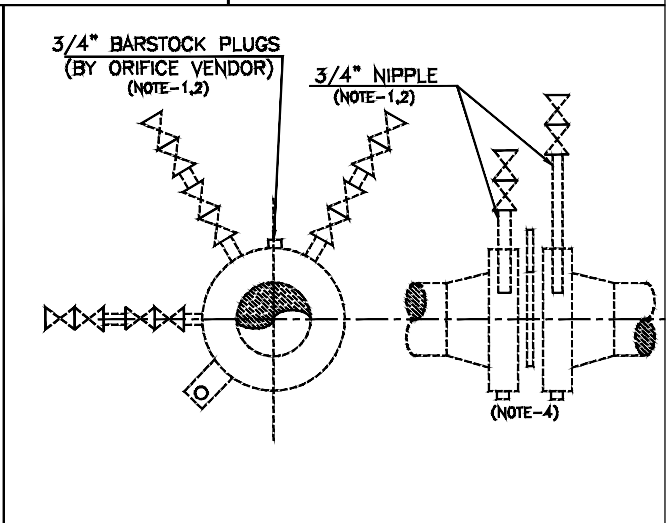 3/4" BARSTOCK PLUGS
(BY ORIFICE VENDOR)
(NOTE-1,2)
3/4" NIPPLE
(NOTE-1,2)
(NOTE-4)